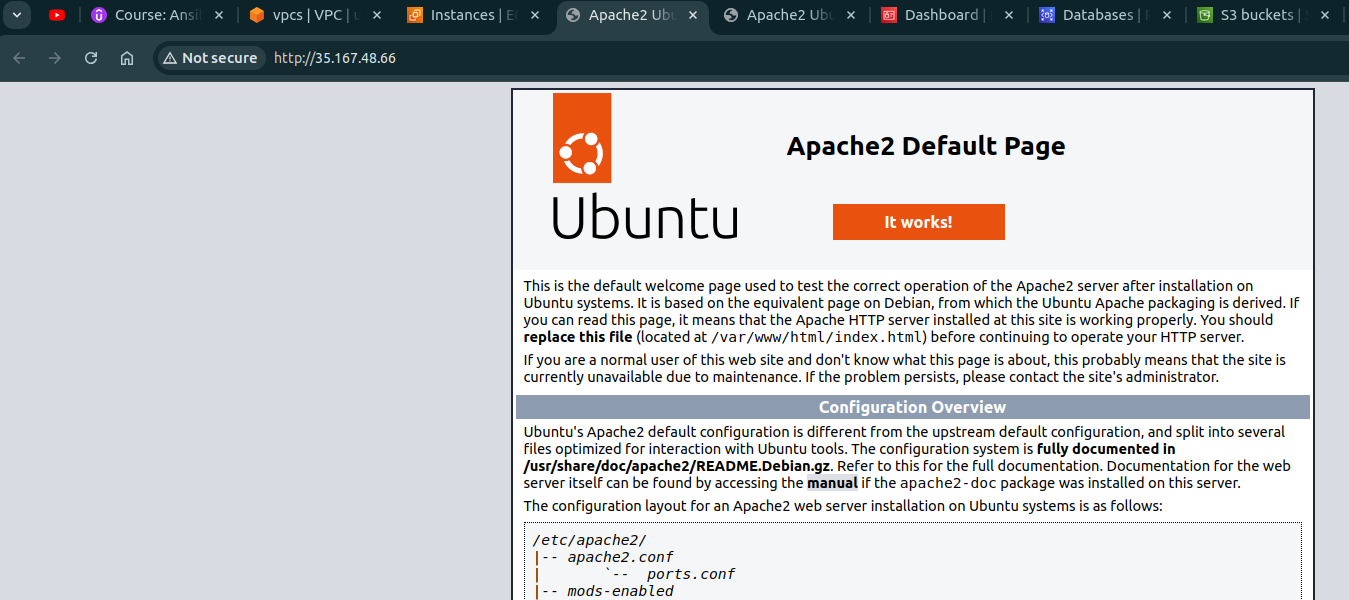 Course: Ansi
vpcs | VPC | u
Instances | E
Apache2 Ubu
Apache2 Ubu
Dashboard |
Databases |
S3 buckets |
Not secure
http://35.167.48.66
Ubuntu
Apache2 Default Page
It works!
This is the default welcome page used to test the correct operation of the Apache2 server after installation on
Ubuntu systems. It is based on the equivalent page on Debian, from which the Ubuntu Apache packaging is derived. If
you can read this page, it means that the Apache HTTP server installed at this site is working properly. You should
replace this file (located at /var/www/html/index.html) before continuing to operate your HTTP server.
If you are a normal user of this web site and don't know what this page is about, this probably means that the site is
currently unavailable due to maintenance. If the problem persists, please contact the site's administrator.
Configuration Overview
Ubuntu's Apache2 default configuration is different from the upstream default configuration, and split into several
files optimized for interaction with Ubuntu tools. The configuration system is fully documented in
/usr/share/doc/apache2/README.Debian.gz. Refer to this for the full documentation. Documentation for the web
server itself can be found by accessing the manual if the apache2-doc package was installed on this server.
The configuration layout for an Apache2 web server installation on Ubuntu systems is as follows:
/etc/apache2/
|-- apache2.conf
|       `--  ports.conf
|-- mods-enabled